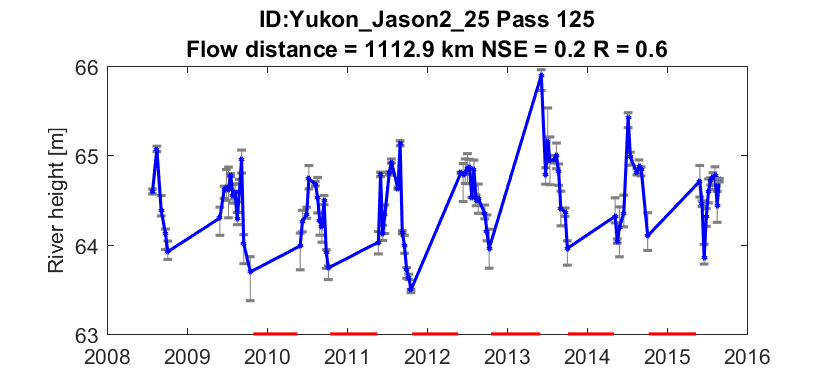 ID:Yukon_Jason2_25 Pass 125
Flow distance = 1112.9 km NSE = 0.2 R = 0.6
River height [m]
66
65
64
63
2008 2009 2010 2011 2012 2013 2014 2015 2016